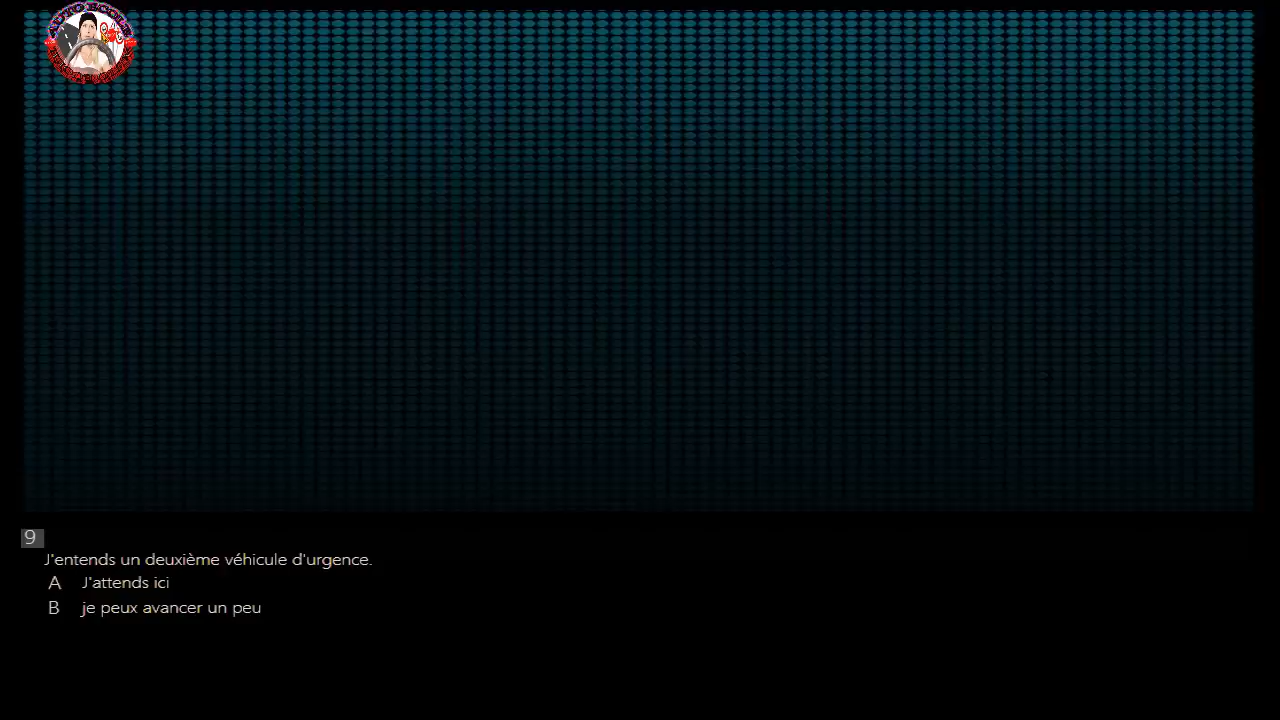 9
J'entends un deuxième véhicule d'urgence.
A J'attends ici
B je peux avancer un peu